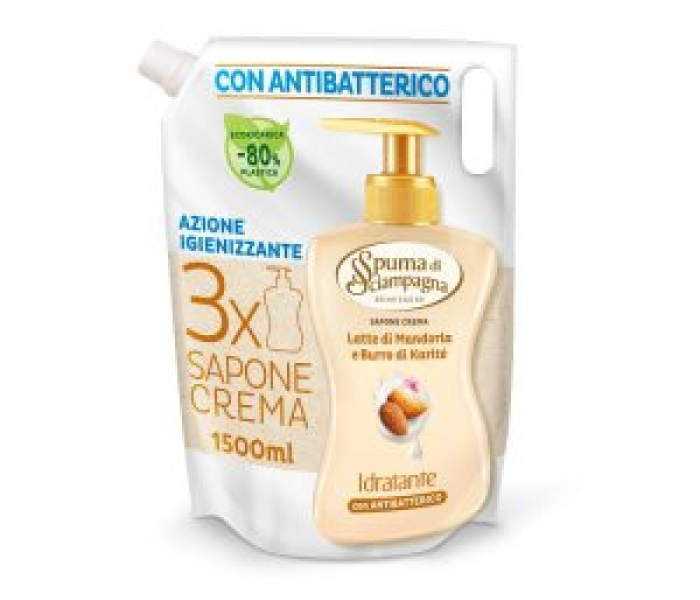 CON ANTIBATTERICO
ECORICARICA
-80%
PLASTICA
AZIONE
IGIENIZZANTE
3x
SAPONE
CREMA
1500ml
Spuma di
Sciampagna
SAPONE CREMA
Latte di Mandorla
e Burro di Karité
Idratante
CON ANTIBATTERICO